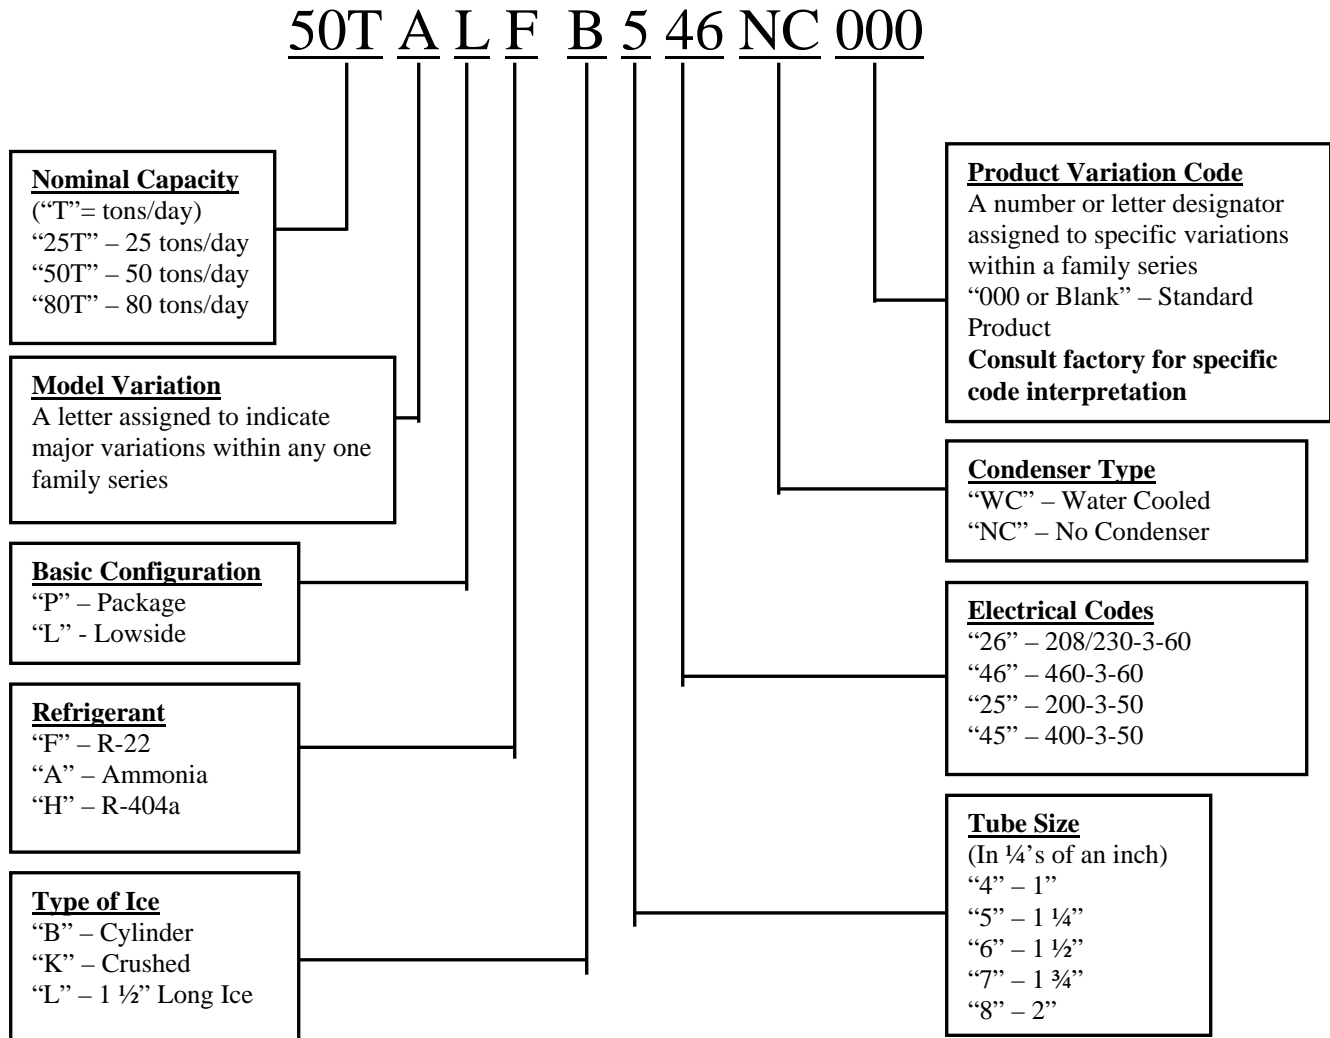 50T A L F B 5 46 NC 000
Nominal Capacity
(“T”= tons/day)
“25T” – 25 tons/day
“50T” – 50 tons/day
“80T” – 80 tons/day
Model Variation
A letter assigned to indicate
major variations within any one
family series
Basic Configuration
“P” – Package
“L” - Lowside
Refrigerant
“F” – R-22
“A” – Ammonia
“H” – R-404a
Type of Ice
“B” – Cylinder
“K” – Crushed
“L” – 1 ½” Long Ice
Product Variation Code
A number or letter designator
assigned to specific variations
within a family series
“000 or Blank” – Standard
Product
Consult factory for specific
code interpretation
Condenser Type
“WC” – Water Cooled
“NC” – No Condenser
Electrical Codes
“26” – 208/230-3-60
“46” – 460-3-60
“25” – 200-3-50
“45” – 400-3-50
Tube Size
(In ¼’s of an inch)
“4” – 1”
“5” – 1 ¼”
“6” – 1 ½”
“7” – 1 ¾”
“8” – 2”